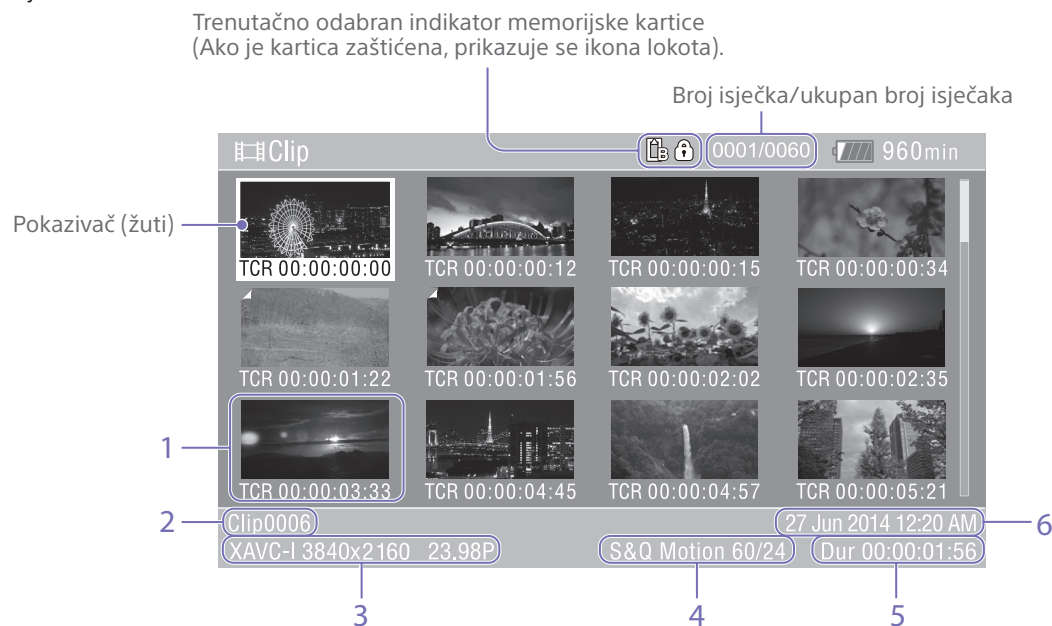 Trenutačno odabran indikator memorijske kartice
(Ako je kartica zaštićena, prikazuje se ikona lokota).
Broj isječka/ukupan broj isječaka
Clip B 0001/0060 960min
Pokazivač (žuti)
TCR 00:00:00:00 TCR 00:00:00:12 TCR 00:00:00:15 TCR 00:00:00:34
TCR 00:00:01:22 TCR 00:00:01:56 TCR 00:00:02:02 TCR 00:00:02:35
1
TCR 00:00:03:33 TCR 00:00:04:45 TCR 00:00:04:57 TCR 00:00:05:21
2 Clip0006 27 Jun 2014 12:20 AM 6
XAVC-I 3840x2160 23.98P S&Q Motion 60/24 Dur 00:00:01:56
3 4 5